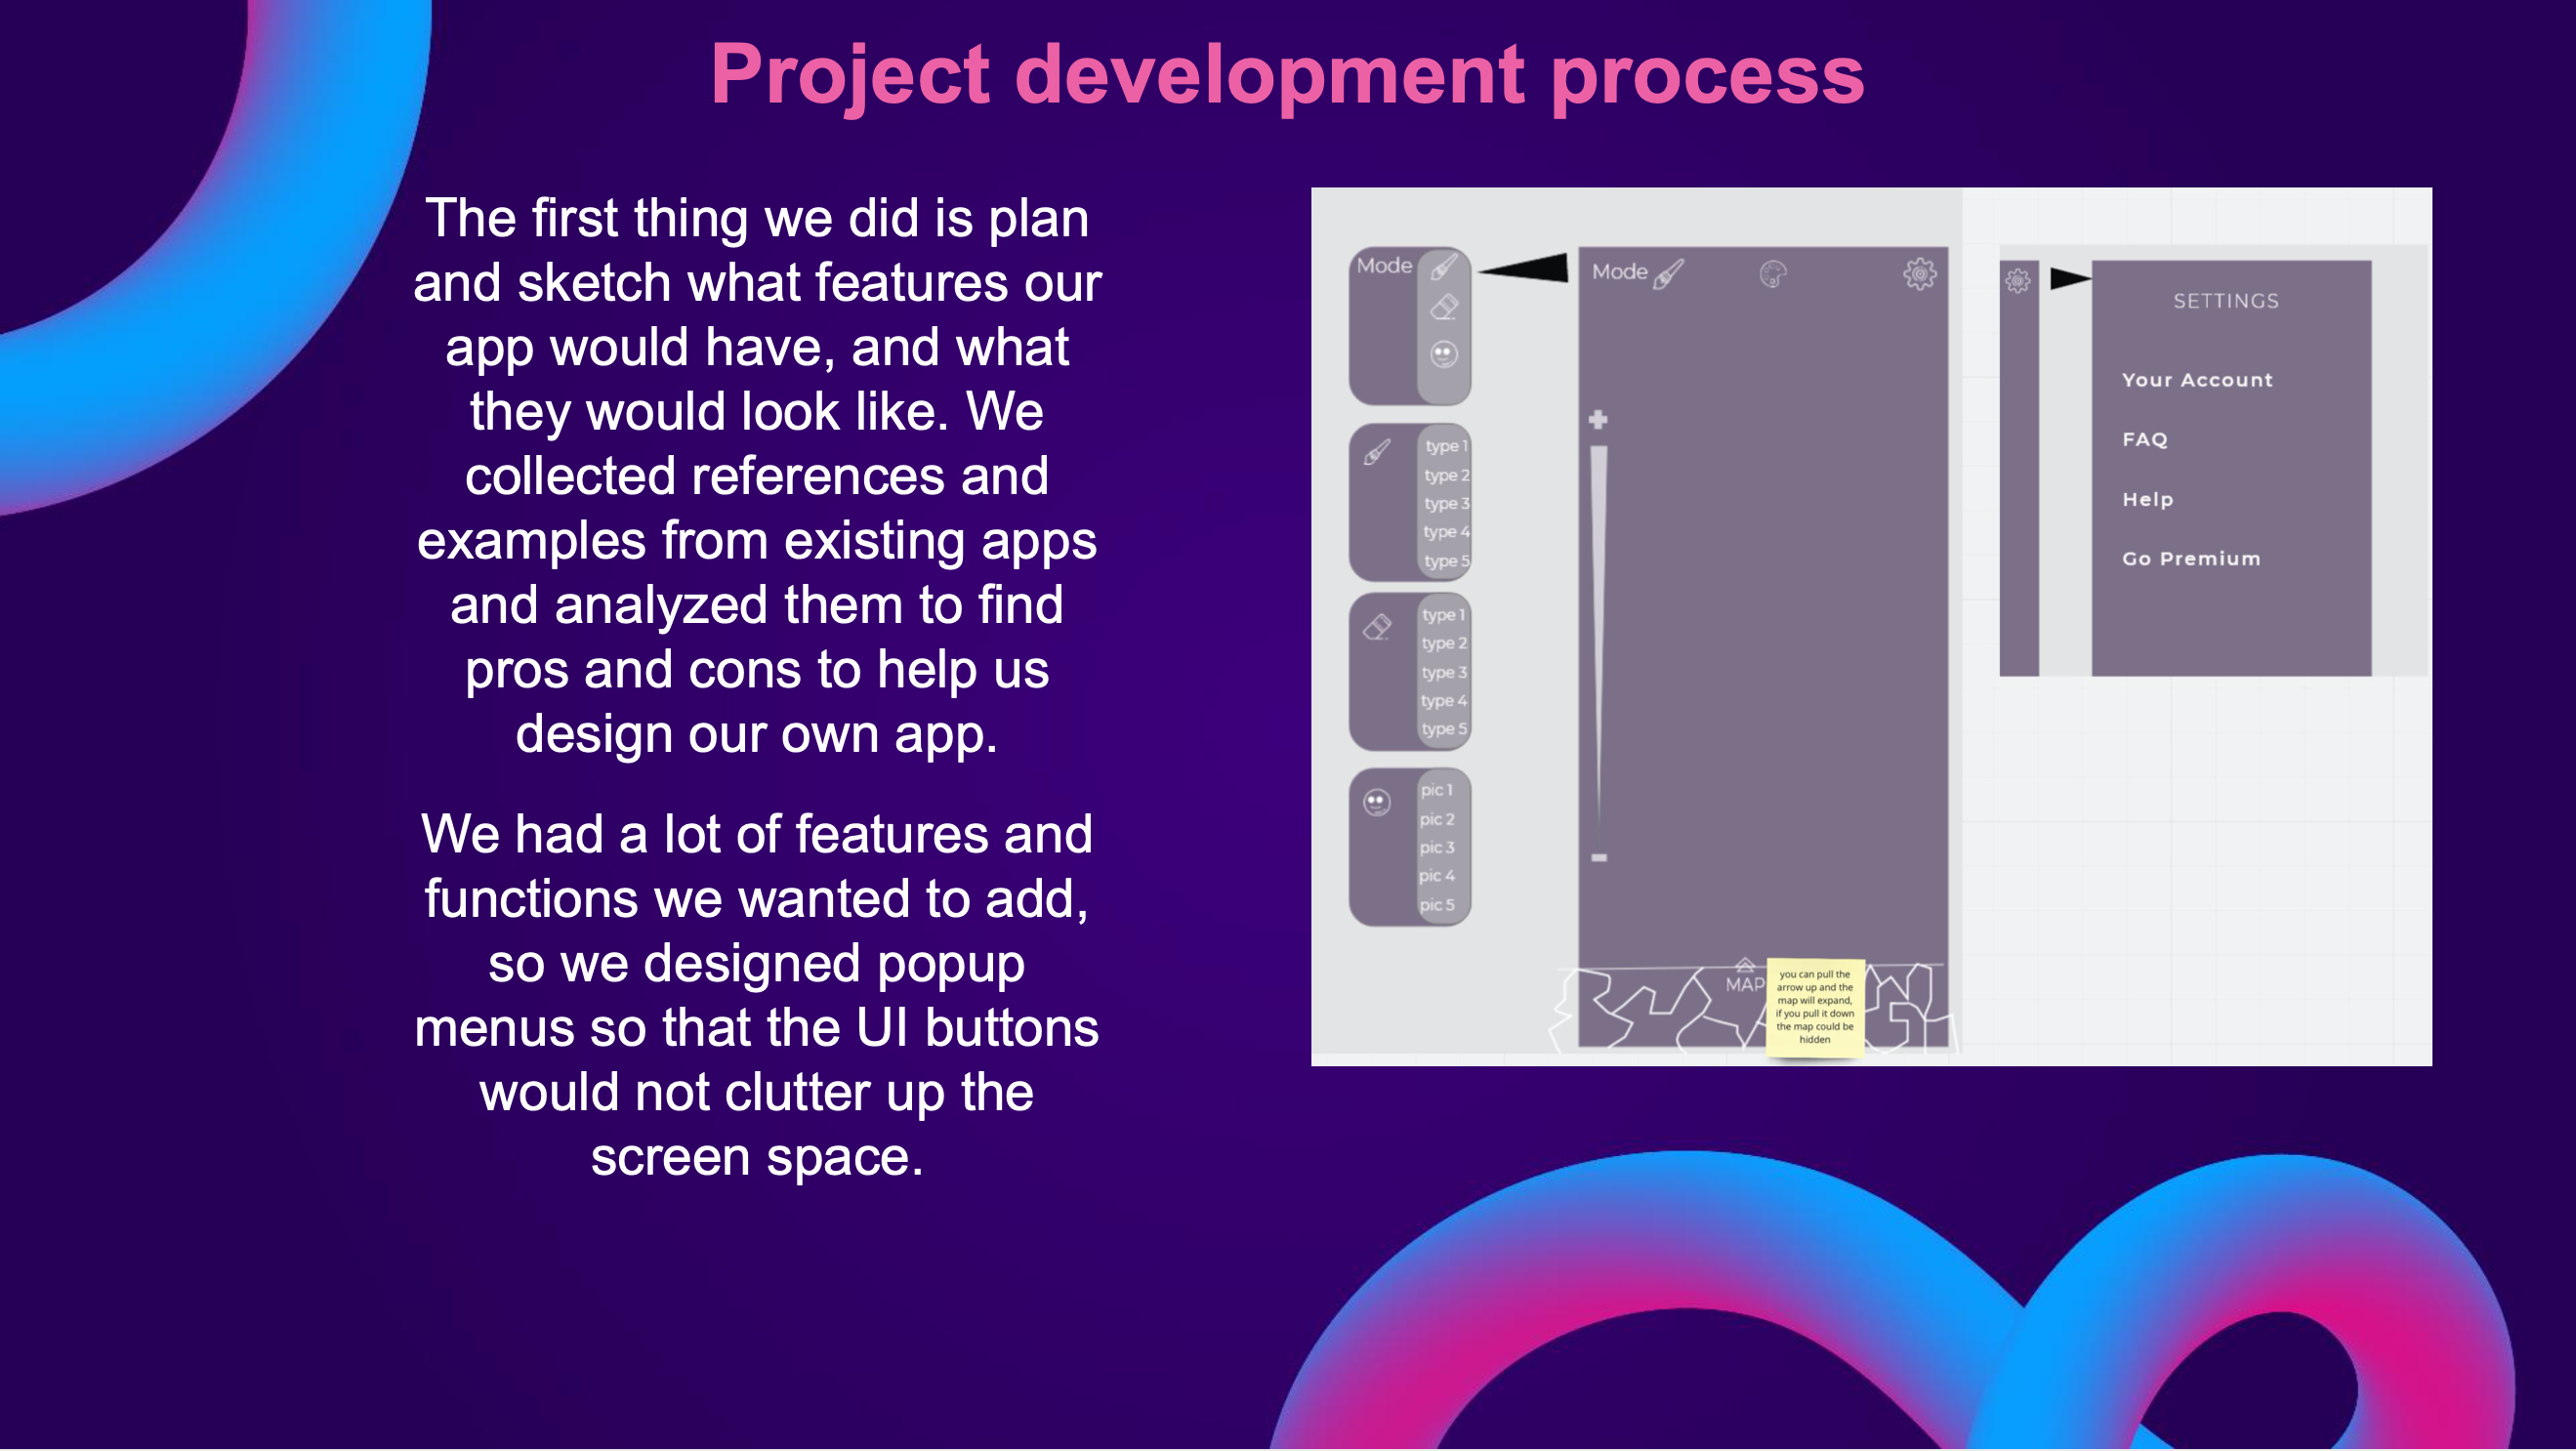 Project development process
The first thing we did is plan
and sketch what features our
app would have, and what
they would look like. We
collected references and
examples from existing apps
and analyzed them to find
pros and cons to help us
design our own app.
We had a lot of features and
functions we wanted to add,
so we designed popup
menus so that the UI buttons
would not clutter up the
screen space.
Mode
type 1
type 2
type 3
type 4
type 5
type 1
type 2
type 3
type 4
type 5
pic 1
pic 2
pic 3
pic 4
pic 5
Mode
MAP
you can pull the
arrow up and the
map will expand,
if you pull it down
the map could be
hidden
SETTINGS
Your Account
FAQ
Help
Go Premium